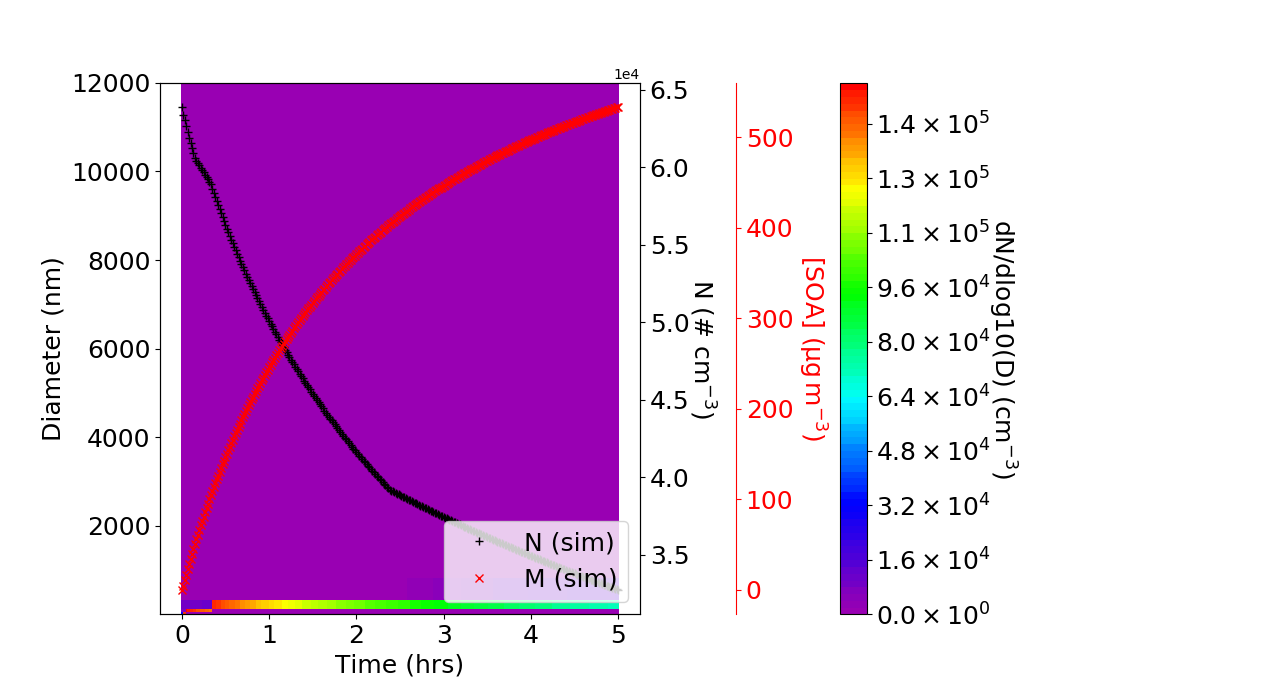 1e4
12000
10000
8000
6000
4000
2000
Diameter (nm)
0 1 2 3 4 5
Time (hrs)
6.5
6.0
5.5
5.0
4.5
4.0
3.5
N (# cm⁻³)
500
400
300
200
100
0
[SOA] (µg m⁻³)
1.4 × 10⁵
1.3 × 10⁵
1.1 × 10⁵
9.6 × 10⁴
8.0 × 10⁴
6.4 × 10⁴
4.8 × 10⁴
3.2 × 10⁴
1.6 × 10⁴
0.0 × 10⁰
dN/dlog10(D) (cm⁻³)
N (sim)
M (sim)